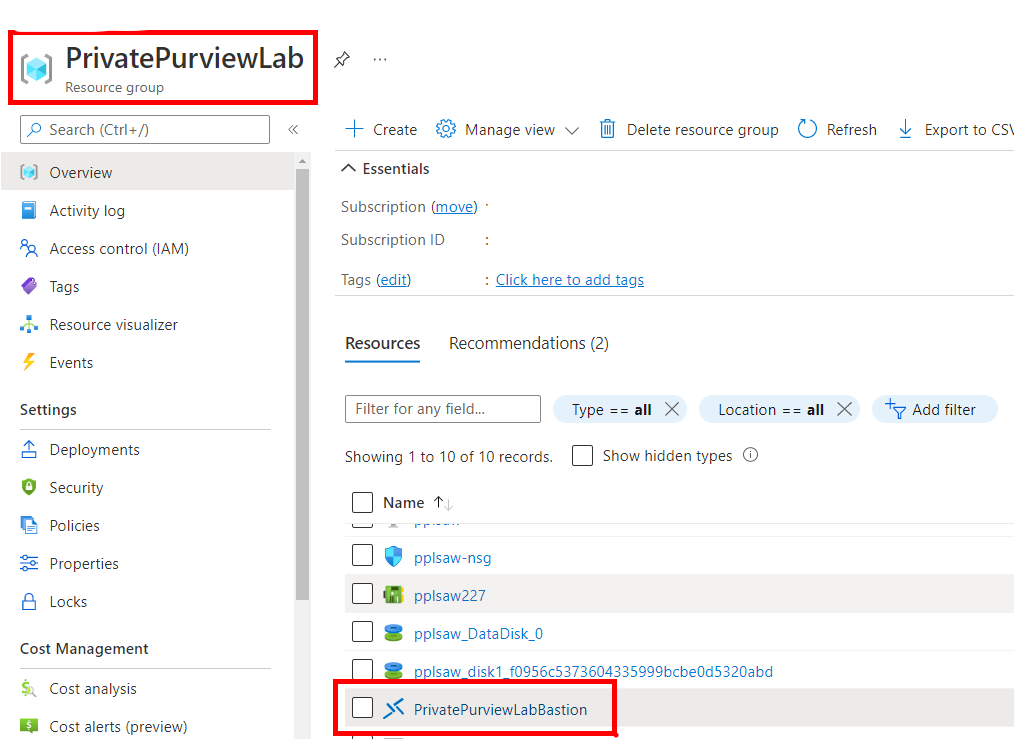 PrivatePurviewLab
Resource group
...
Search (Ctrl+/)
«
Overview
Activity log
Access control (IAM)
Tags
Resource visualizer
Events
Settings
Deployments
Security
Policies
Properties
Locks
Cost Management
Cost analysis
Cost alerts (preview)
Create
Manage view
Delete resource group
Refresh
Export to CSV
Essentials
Subscription (move)
Subscription ID :
Tags (edit) : Click here to add tags
Resources Recommendations (2)
Filter for any field... Type == all Location == all Add filter
Showing 1 to 10 of 10 records. Show hidden types
Name
pplsaw-nsg
pplsaw227
pplsaw_DataDisk_0
pplsaw_disk1_f0956c5373604335999bcbe0d5320abd
PrivatePurviewLabBastion